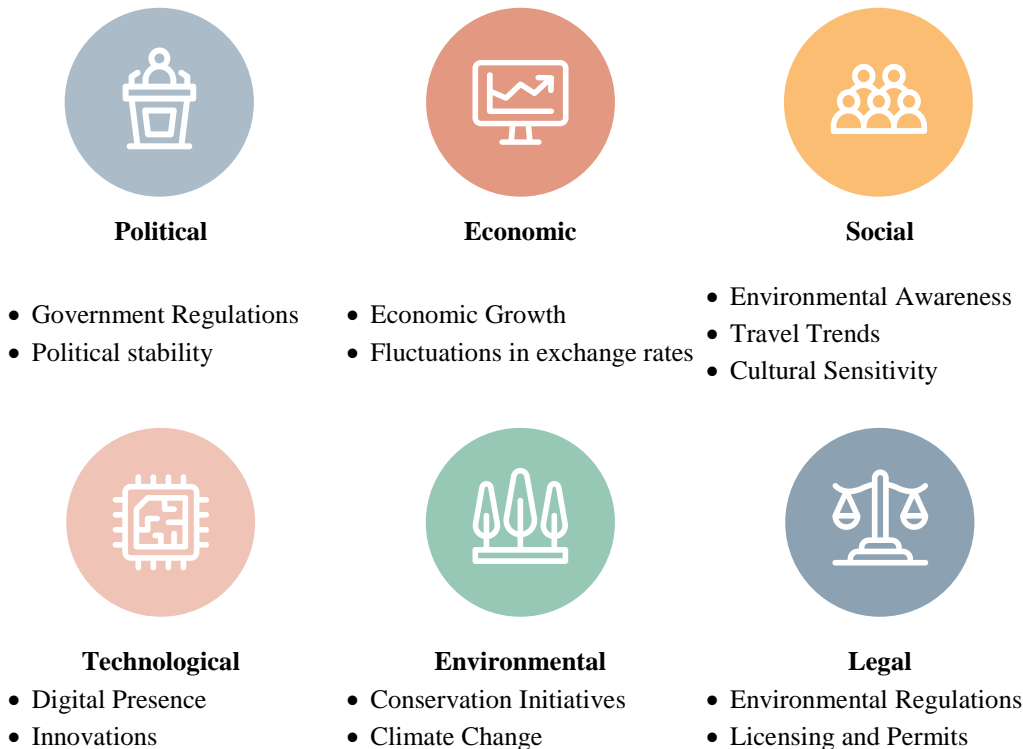 Political
• Government Regulations
• Political stability
Economic
• Economic Growth
• Fluctuations in exchange rates
Social
• Environmental Awareness
• Travel Trends
• Cultural Sensitivity
Technological
• Digital Presence
• Innovations
Environmental
• Conservation Initiatives
• Climate Change
Legal
• Environmental Regulations
• Licensing and Permits